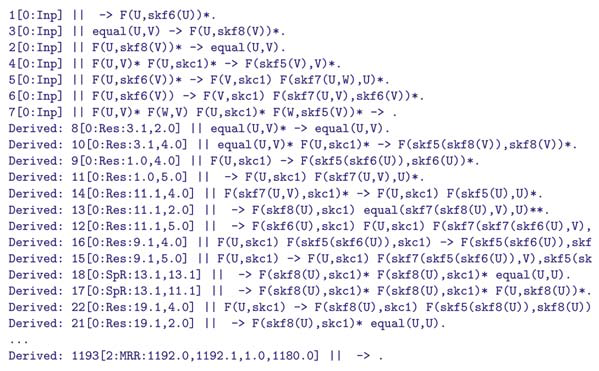 1[0:Inp] ||  -> F(U,skf6(U))*.
3[0:Inp] || equal(U,V) -> F(U,skf8(V))*.
2[0:Inp] || F(U,skf8(V))* -> equal(U,V).
4[0:Inp] || F(U,V)* F(U,skc1)* -> F(skf5(V),V)*.
5[0:Inp] || F(U,skf6(V))* -> F(V,skc1) F(skf7(U,W),U)*.
6[0:Inp] || F(U,skf6(V)) -> F(V,skc1) F(skf7(U,V),skf6(V))*.
7[0:Inp] || F(U,V)* F(W,V) F(U,skc1)* F(W,skf5(V))* -> .
Derived: 8[0:Res:3.1,2.0] || equal(U,V)* -> equal(U,V).
Derived: 10[0:Res:3.1,4.0] || equal(U,V)* F(U,skc1)* -> F(skf5(skf8(V)),skf8(V))*.
Derived: 9[0:Res:1.0,4.0] || F(U,skc1) -> F(skf5(skf6(U)),skf6(U))*.
Derived: 11[0:Res:1.0,5.0] ||  -> F(U,skc1) F(skf7(U,V),U)*.
Derived: 14[0:Res:11.1,4.0] || F(skf7(U,V),skc1)* -> F(U,skc1) F(skf5(U),U)*.
Derived: 13[0:Res:11.1,2.0] ||  -> F(skf8(U),skc1) equal(skf7(skf8(U),V),U)**.
Derived: 12[0:Res:11.1,5.0] ||  -> F(skf6(U),skc1) F(U,skc1) F(skf7(skf7(skf6(U),V),
Derived: 16[0:Res:9.1,4.0] || F(U,skc1) F(skf5(skf6(U)),skc1) -> F(skf5(skf6(U)),skf
Derived: 15[0:Res:9.1,5.0] || F(U,skc1) -> F(U,skc1) F(skf7(skf5(skf6(U)),V),skf5(sk
Derived: 18[0:SpR:13.1,13.1] ||  -> F(skf8(U),skc1)* F(skf8(U),skc1)* equal(U,U).
Derived: 17[0:SpR:13.1,11.1] ||  -> F(skf8(U),skc1)* F(skf8(U),skc1)* F(U,skf8(U))*.
Derived: 22[0:Res:19.1,4.0] || F(U,skc1) -> F(skf8(U),skc1) F(skf5(skf8(U)),skf8(U))
Derived: 21[0:Res:19.1,2.0] ||  -> F(skf8(U),skc1)* equal(U,U).
...
Derived: 1193[2:MRR:1192.0,1192.1,1.0,1180.0] ||  -> .